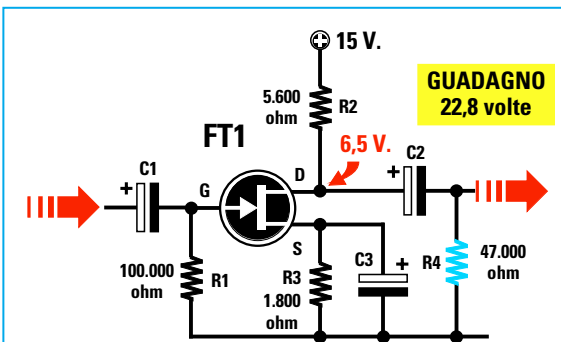 15 V.
GUADAGNO
22,8 volte
5.600
ohm
R2
FT1
6,5 V.
C1
+
D
C2
+
G
S
100.000
ohm
R1
R3
1.800
ohm
C3
+
R4
47.000
ohm